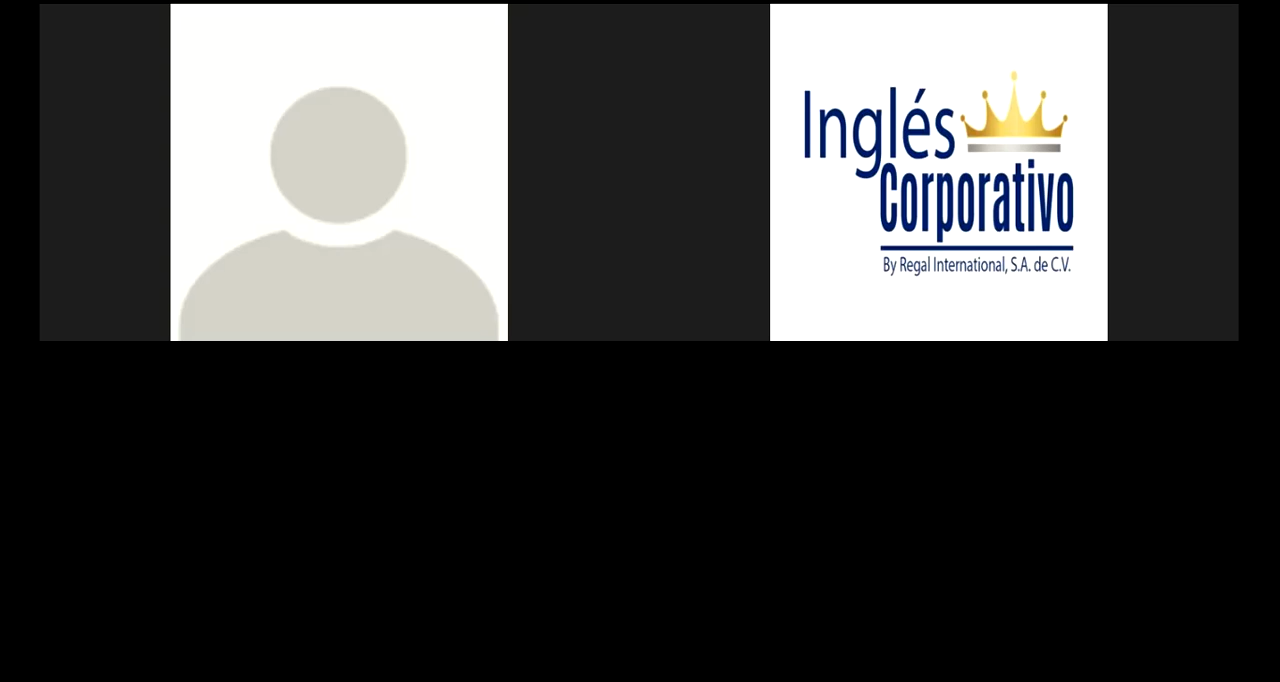 Inglés
Corporativo
By Regal International, S.A. de C.V.